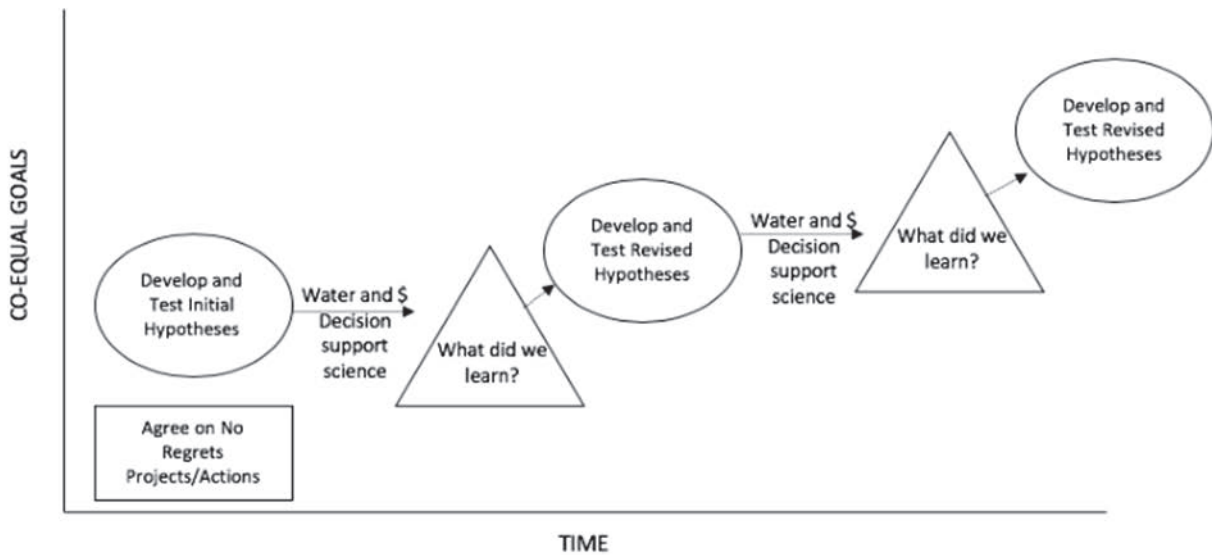 CO-EQUAL GOALS
Develop and
Test Initial
Hypotheses
Agree on No
Regrets
Projects/Actions
Water and $
Decision
support
science
What did we
learn?
Develop and
Test Revised
Hypotheses
Water and $
Decision
support
science
What did we
learn?
Develop and
Test Revised
Hypotheses
TIME